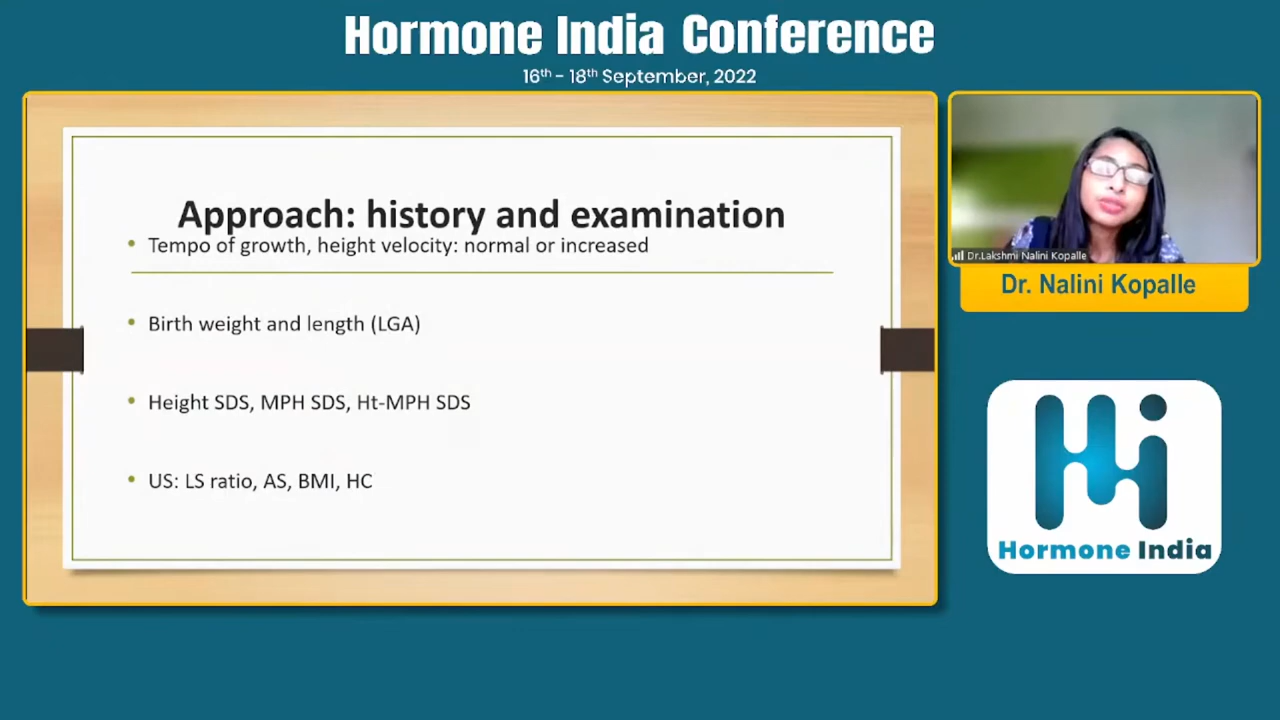 Hormone India Conference
16th - 18th September, 2022
Approach: history and examination
• Tempo of growth, height velocity: normal or increased
• Birth weight and length (LGA)
• Height SDS, MPH SDS, Ht-MPH SDS
• US: LS ratio, AS, BMI, HC
Dr.Lakshmi Nalini Kopalle
Dr. Nalini Kopalle
Hi
Hormone India